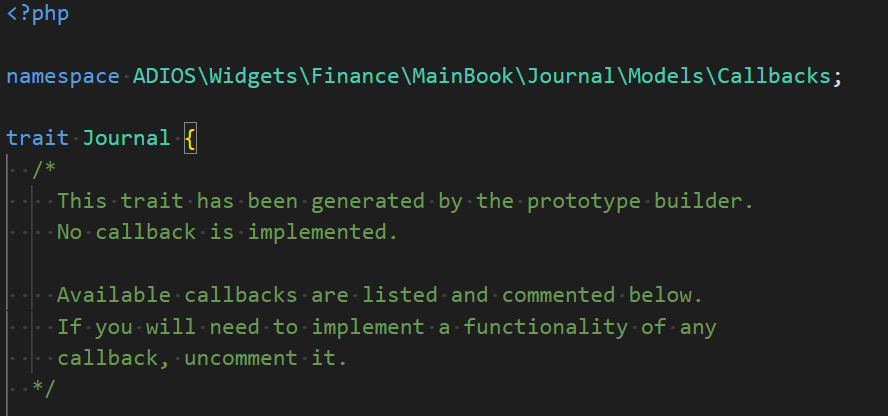 <?php
namespace ADIOS\Widgets\Finance\MainBook\Journal\Models\Callbacks;
trait Journal {
/*
This trait has been generated by the prototype builder.
No callback is implemented.
Available callbacks are listed and commented below.
If you will need to implement a functionality of any
callback, uncomment it.
*/